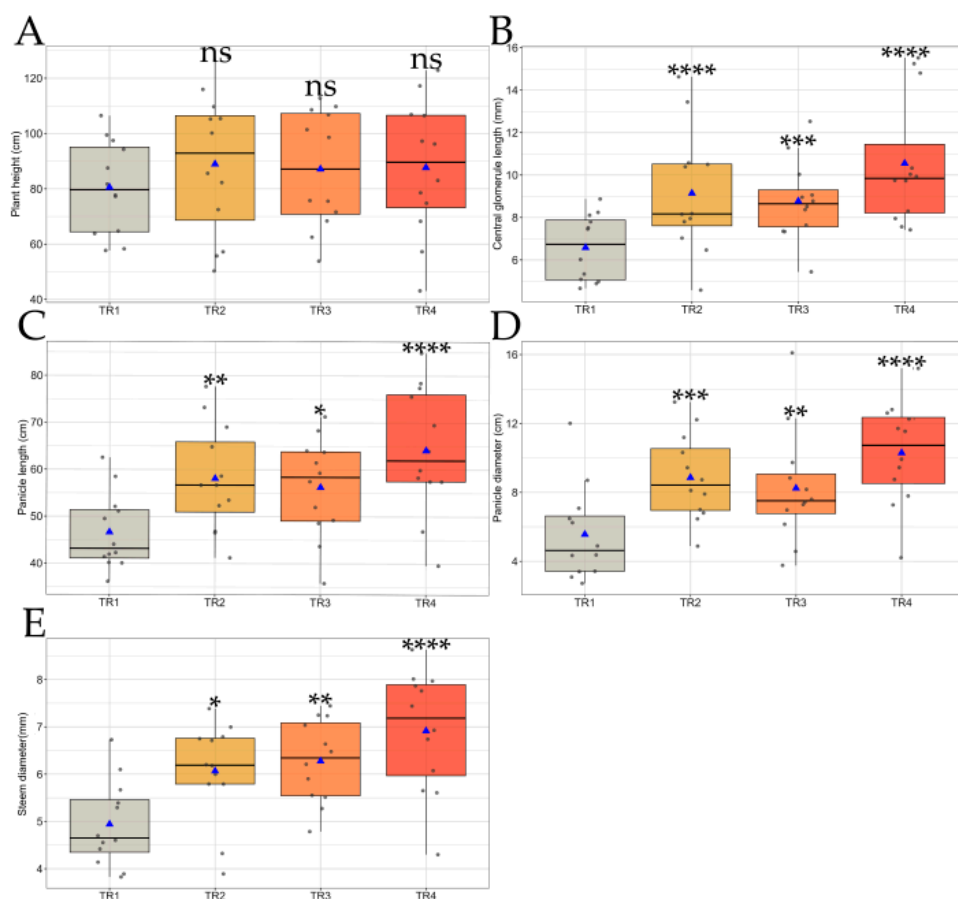 A
Plant height (cm)
120
100
80
60
40
ns
ns
ns
TR1 TR2 TR3 TR4
B
Central glomerule length (mm)
16
14
12
10
8
6
****
***
****
TR1 TR2 TR3 TR4
C
Panicle length (cm)
80
70
60
50
40
**
*
****
TR1 TR2 TR3 TR4
D
Panicle diameter (cm)
16
12
8
4
***
**
****
TR1 TR2 TR3 TR4
E
Steem diameter(mm)
8
7
6
5
4
*
**
****
TR1 TR2 TR3 TR4